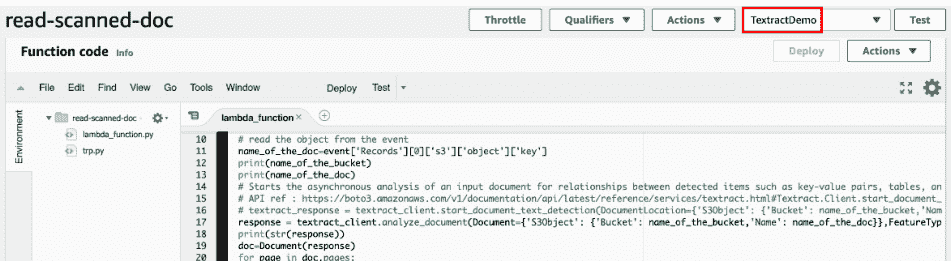 read-scanned-doc
Throttle
Qualifiers
Actions
TextractDemo
Test
Function code Info
Deploy
Actions
File Edit Find View Go Tools Window Deploy Test
Environment
read-scanned-doc
lambda_function.py
trp.py
lambda_function
10 # read the object from the event
11 name_of_the_doc=event['Records'][0]['s3']['object']['key']
12 print(name_of_the_bucket)
13 print(name_of_the_doc)
14 # Starts the asynchronous analysis of an input document for relationships between detected items such as key-value pairs, tables, an
15 # API ref : https://boto3.amazonaws.com/v1/documentation/api/latest/reference/services/textract.html#Textract.Client.start_document_
16 # textract_response = textract_client.start_document_text_detection(DocumentLocation={'S3Object': {'Bucket': name_of_the_bucket,'Nam
17 response = textract_client.analyze_document(Document={'S3Object': {'Bucket': name_of_the_bucket,'Name': name_of_the_doc}},FeatureTyp
18 print(str(response))
19 doc=Document(response)
20 for page in doc.pages: